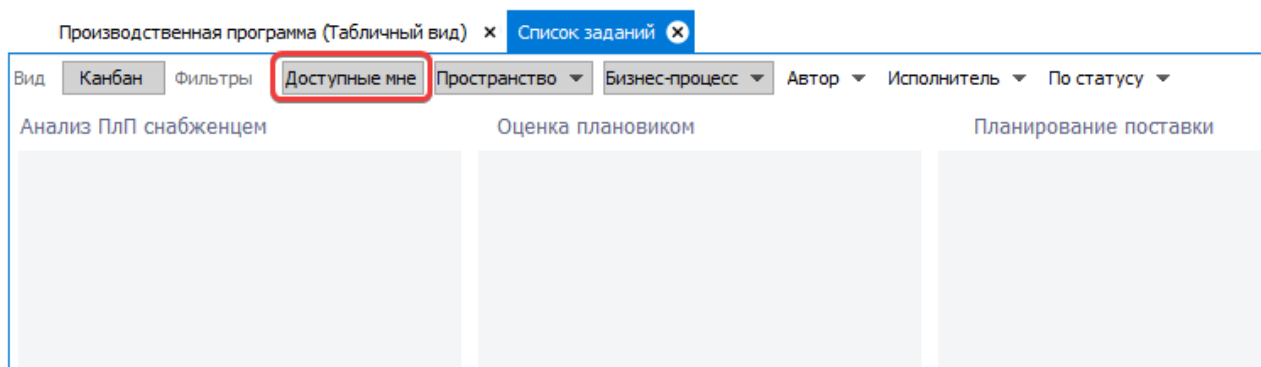 Производственная программа (Табличный вид) × Список заданий ×
Вид Канбан Фильтры Доступные мне Пространство Бизнес-процесс Автор Исполнитель По статусу
Анализ ПлП снабженцем Оценка плановиком Планирование поставки